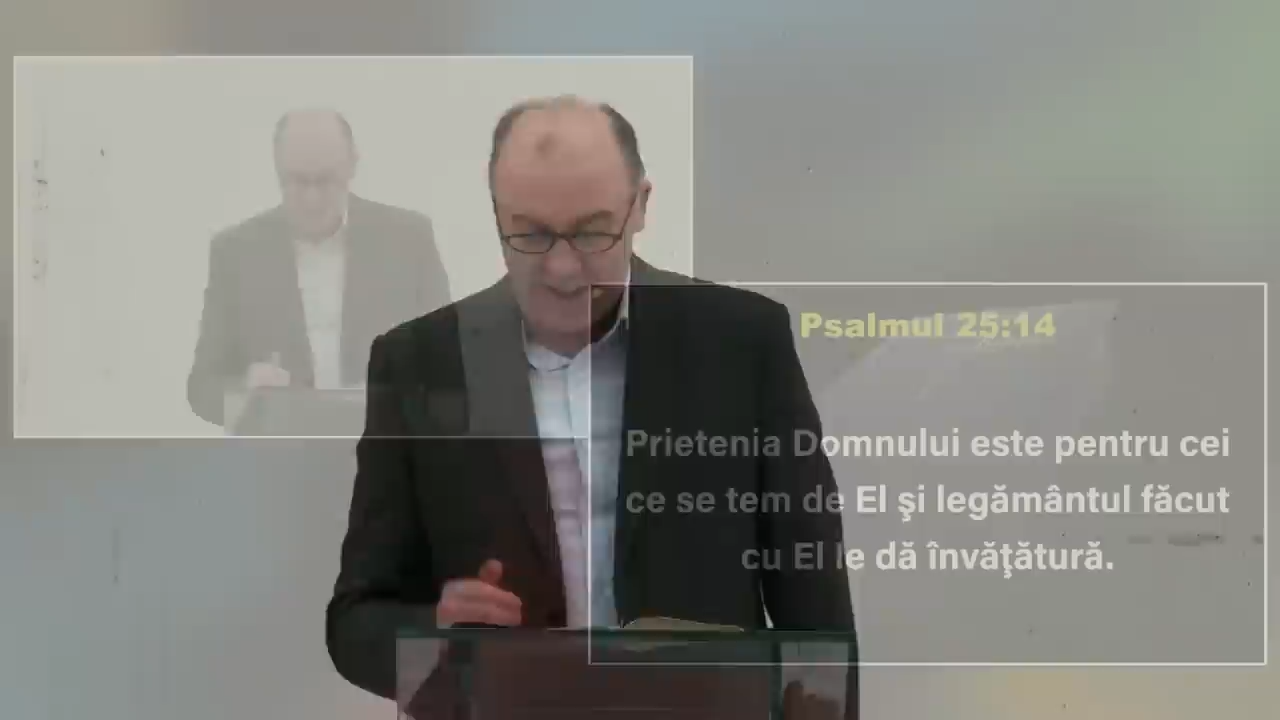 Psalmul 25:14
Prietenia Domnului este pentru cei
ce se tem de El şi legământul făcut
cu El le dă învăţătură.